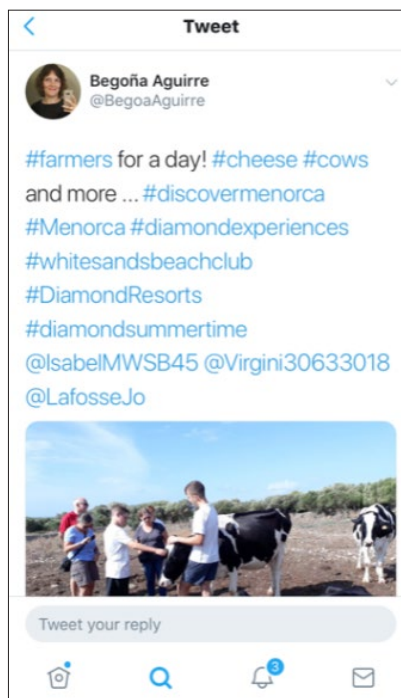 Tweet
Begoña Aguirre
@BegoaAguirre
#farmers for a day! #cheese #cows
and more ... #discovermenorca
#Menorca #diamondexperiences
#whitesandsbeachclub
#DiamondResorts
#diamondsummertime
@IsabelMWSB45 @Virgini30633018
@LafosseJo
Tweet your reply
3